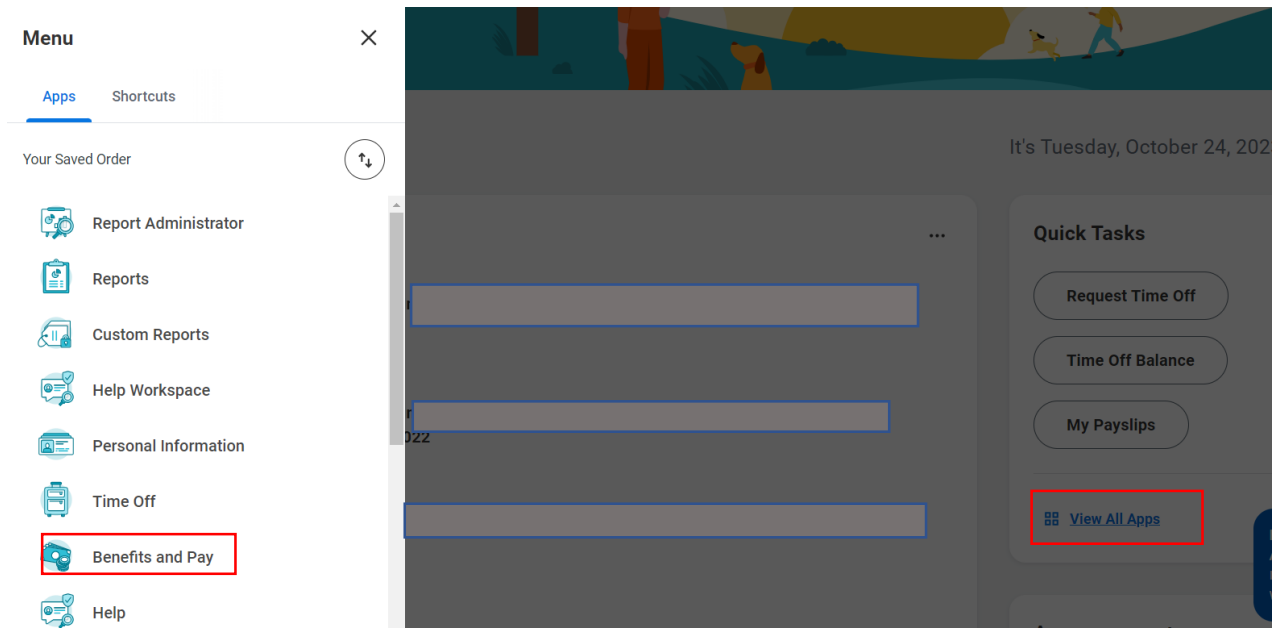 Menu
Apps Shortcuts
Your Saved Order
Report Administrator
Reports
Custom Reports
Help Workspace
Personal Information
Time Off
Benefits and Pay
Help
It's Tuesday, October 24, 202
022
Quick Tasks
Request Time Off
Time Off Balance
My Payslips
View All Apps